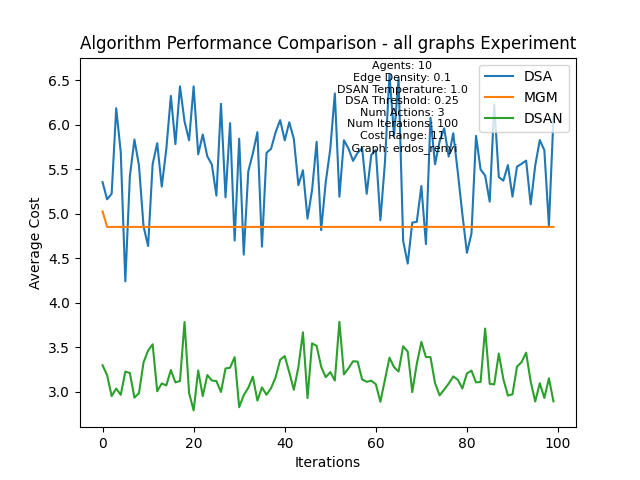 Algorithm Performance Comparison - all graphs Experiment
Agents: 10
Edge Density: 0.1
DSAN Temperature: 1.0
DSA Threshold: 0.25
Num Actions: 3
Num Iterations: 100
Cost Range: 11
Graph: erdos_renyi
DSA
MGM
DSAN
Average Cost
6.5
6.0
5.5
5.0
4.5
4.0
3.5
3.0
0 20 40 60 80 100
Iterations